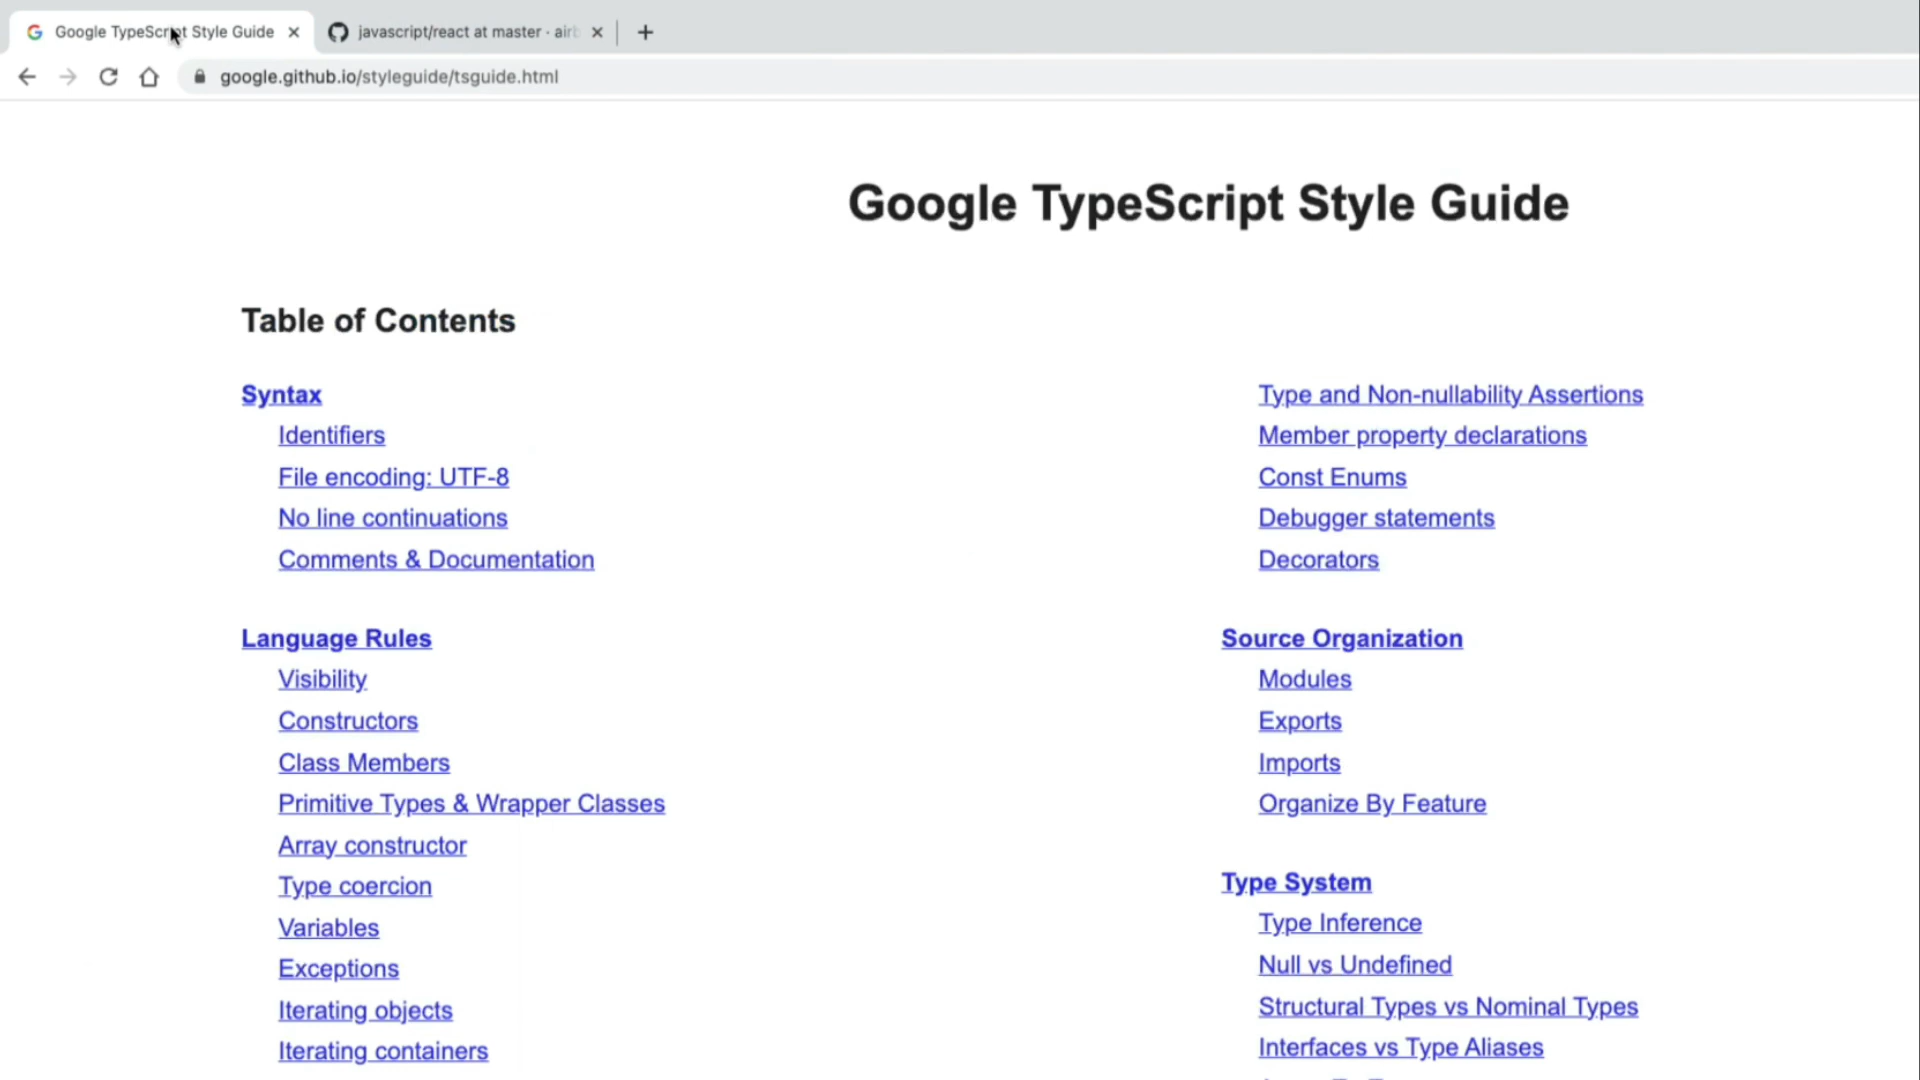 Google TypeScript Style Guide
javascript/react at master · airb
google.github.io/styleguide/tsguide.html
Google TypeScript Style Guide
Table of Contents
Syntax
Identifiers
File encoding: UTF-8
No line continuations
Comments & Documentation
Language Rules
Visibility
Constructors
Class Members
Primitive Types & Wrapper Classes
Array constructor
Type coercion
Variables
Exceptions
Iterating objects
Iterating containers
Type and Non-nullability Assertions
Member property declarations
Const Enums
Debugger statements
Decorators
Source Organization
Modules
Exports
Imports
Organize By Feature
Type System
Type Inference
Null vs Undefined
Structural Types vs Nominal Types
Interfaces vs Type Aliases